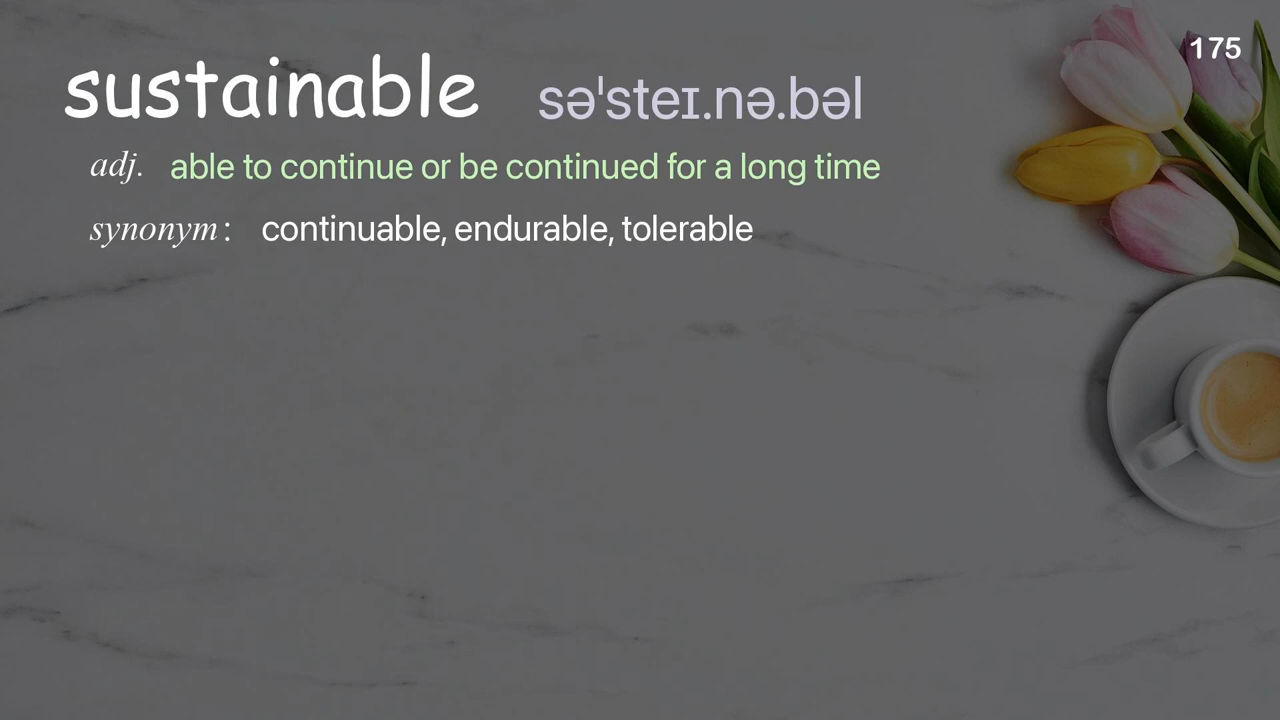 175
sustainable səˈsteɪ.nə.bəl
adj. able to continue or be continued for a long time
synonym: continuable, endurable, tolerable